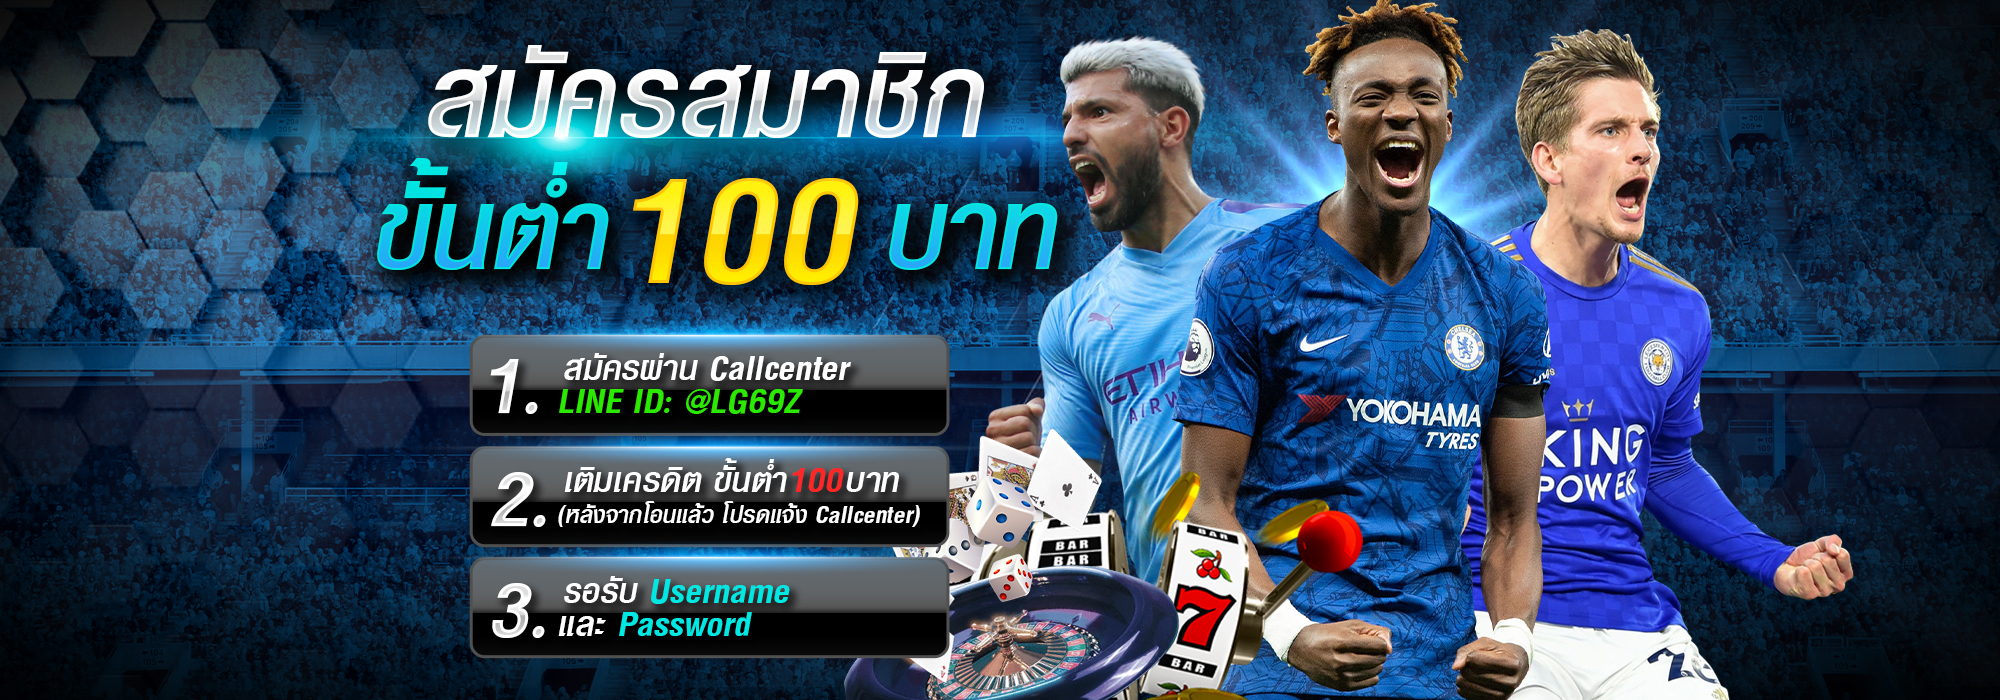 สมัครสมาชิก
ขั้นต่ำ 100 บาท
1. สมัครผ่าน Callcenter
LINE ID: @LG69Z
2. เติมเครดิต ขั้นต่ำ 100 บาท
(หลังจากโอนแล้ว โปรดแจ้ง Callcenter)
3. รอรับ Username
และ Password
YOKOHAMA
TYRES
KING
POWER
BAR
BAR
BAR
7
BAR